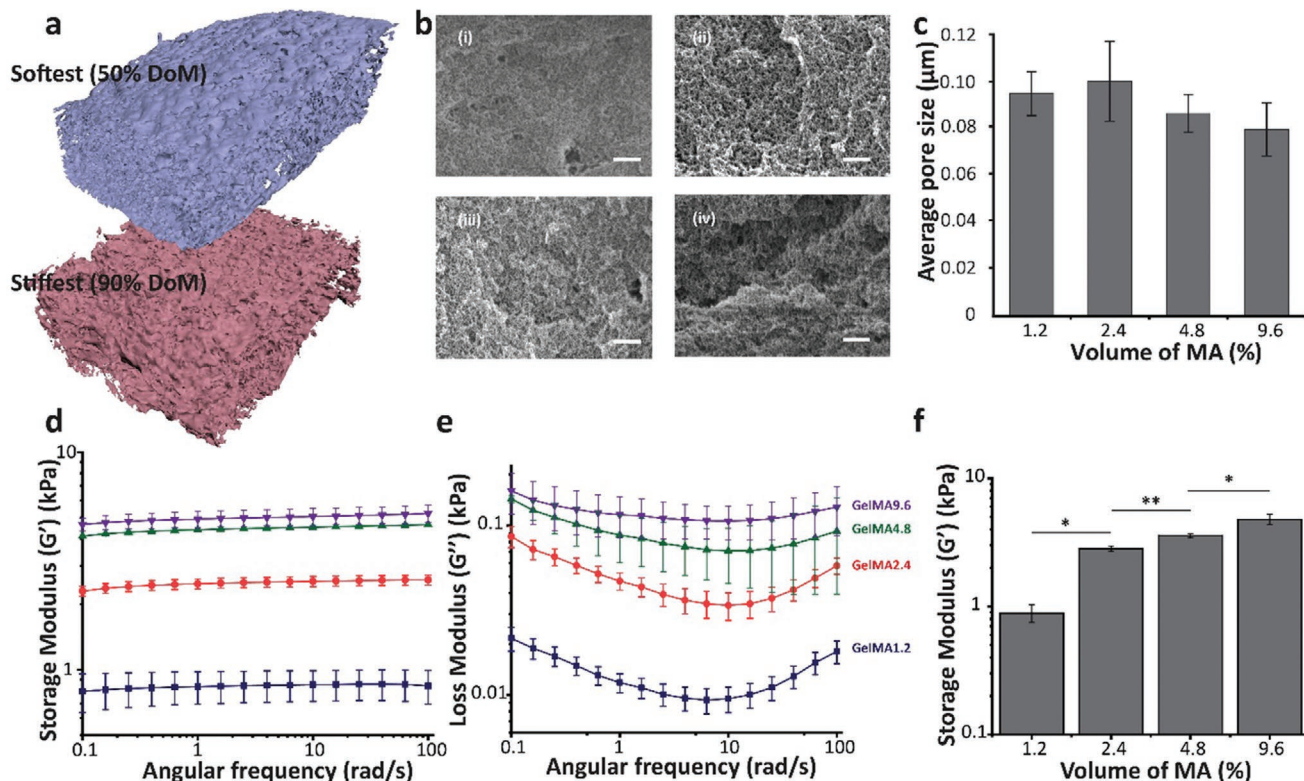 a
Softest (50% DoM)
Stiffest (90% DoM)
b
(i)
(ii)
(iii)
(iv)
c
Average pore size (µm)
0.12
0.10
0.08
0.06
0.04
0.02
0
1.2
2.4
4.8
9.6
Volume of MA (%)
d
Storage Modulus (G') (kPa)
10
1
0.1
1
10
100
Angular frequency (rad/s)
e
Loss Modulus (G'') (kPa)
0.1
0.01
0.1
1
10
100
Angular frequency (rad/s)
GelMA9.6
GelMA4.8
GelMA2.4
GelMA1.2
f
Storage Modulus (G') (kPa)
10
1
0.1
*
**
*
1.2
2.4
4.8
9.6
Volume of MA (%)